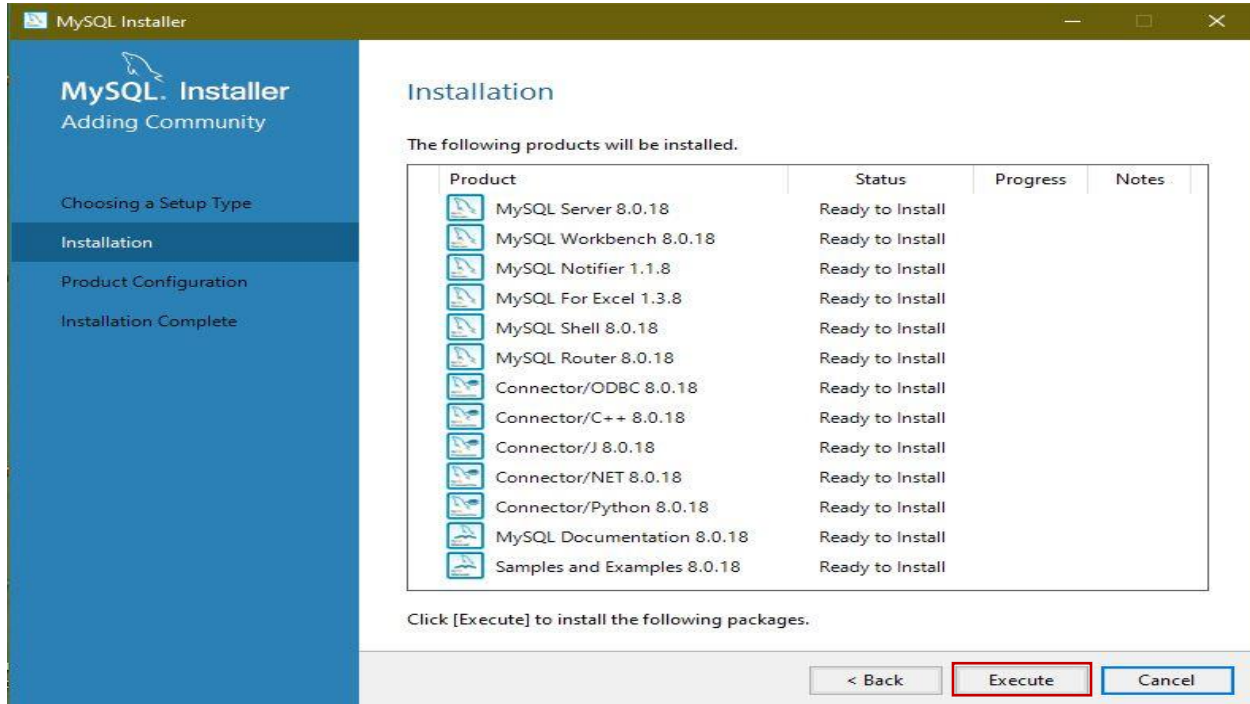 MySQL Installer
MySQL. Installer
Adding Community
Choosing a Setup Type
Installation
Product Configuration
Installation Complete
Installation
The following products will be installed.
Product Status Progress Notes
MySQL Server 8.0.18 Ready to Install
MySQL Workbench 8.0.18 Ready to Install
MySQL Notifier 1.1.8 Ready to Install
MySQL For Excel 1.3.8 Ready to Install
MySQL Shell 8.0.18 Ready to Install
MySQL Router 8.0.18 Ready to Install
Connector/ODBC 8.0.18 Ready to Install
Connector/C++ 8.0.18 Ready to Install
Connector/J 8.0.18 Ready to Install
Connector/NET 8.0.18 Ready to Install
Connector/Python 8.0.18 Ready to Install
MySQL Documentation 8.0.18 Ready to Install
Samples and Examples 8.0.18 Ready to Install
Click [Execute] to install the following packages.
< Back Execute Cancel